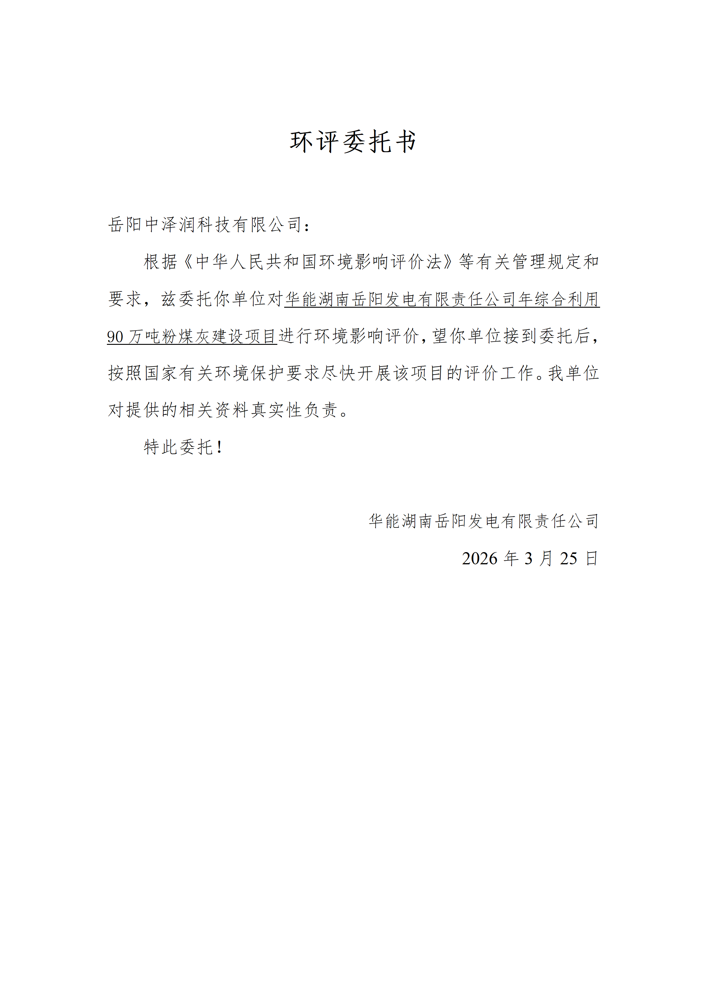 环评委托书
岳阳中泽润科技有限公司：
根据《中华人民共和国环境影响评价法》等有关管理规定和
要求，兹委托你单位对华能湖南岳阳发电有限责任公司年综合利用
90 万吨粉煤灰建设项目进行环境影响评价，望你单位接到委托后，
按照国家有关环境保护要求尽快开展该项目的评价工作。我单位
对提供的相关资料真实性负责。
特此委托！
华能湖南岳阳发电有限责任公司
2026 年 3 月 25 日